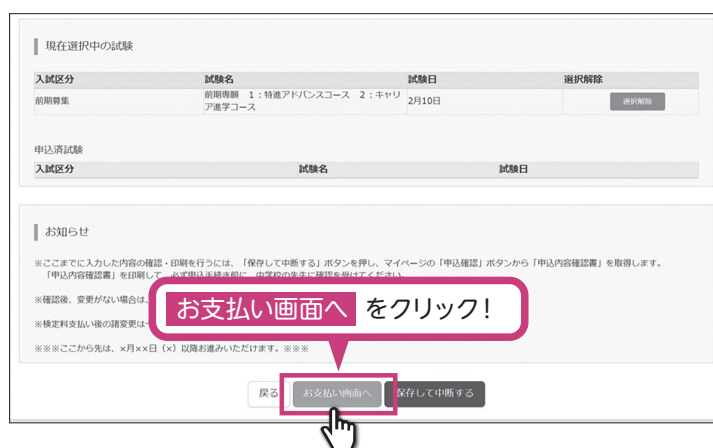 現在選択中の試験
入試区分 試験名 試験日 選択解除
前期募集 前期専願 1：特進アドバンスコース 2：キャリア進学コース 2月10日 選択解除
申込済試験
入試区分 試験名 試験日
お知らせ
※ここまでに入力した内容の確認・印刷を行うには、「保存して中断する」ボタンを押し、マイページの「申込確認」ボタンから「申込内容確認書」を取得します。
「申込内容確認書」を印刷して、必ず申込手続き前に、中学校の先生に確認を受けてください。
※確認後、変更がない場合は、
お支払い画面へ をクリック！
※検定料支払い後の諸変更は
※※※ここから先は、×月××日（×）以降お進みいただけます。※※※
戻る お支払い画面へ 保存して中断する